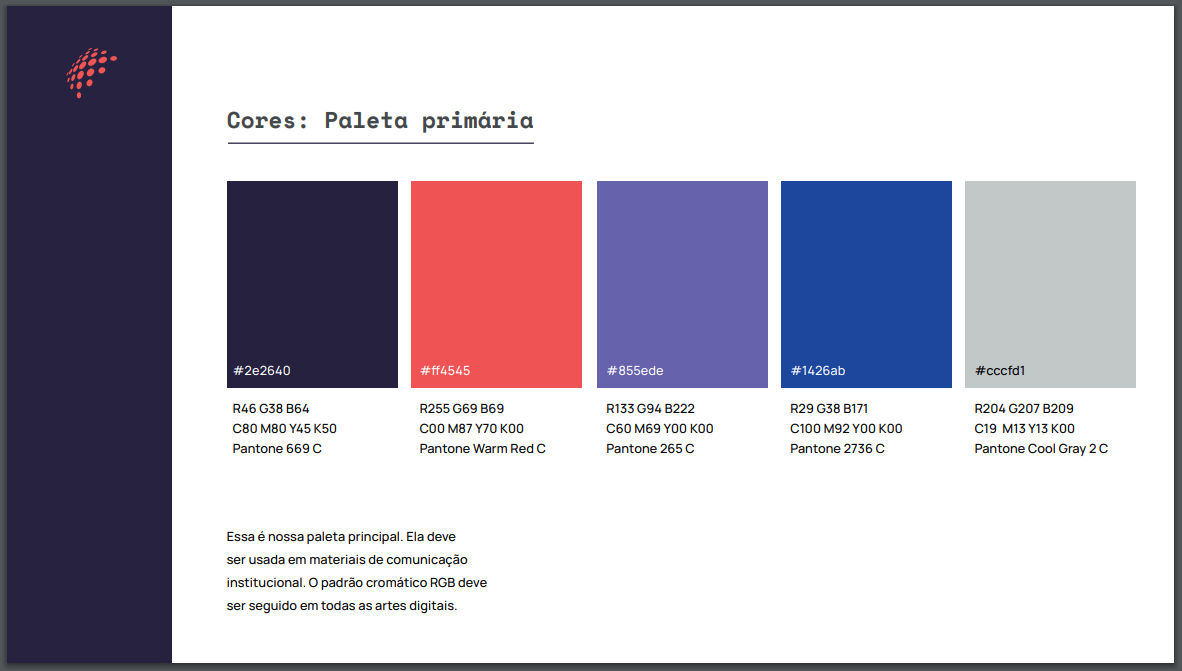 Cores: Paleta primária
#2e2640
R46 G38 B64
C80 M80 Y45 K50
Pantone 669 C
#ff4545
R255 G69 B69
C00 M87 Y70 K00
Pantone Warm Red C
#855ede
R133 G94 B222
C60 M69 Y00 K00
Pantone 265 C
#1426ab
R29 G38 B171
C100 M92 Y00 K00
Pantone 2736 C
#cccfd1
R204 G207 B209
C19 M13 Y13 K00
Pantone Cool Gray 2 C
Essa é nossa paleta principal. Ela deve
ser usada em materiais de comunicação
institucional. O padrão cromático RGB deve
ser seguido em todas as artes digitais.